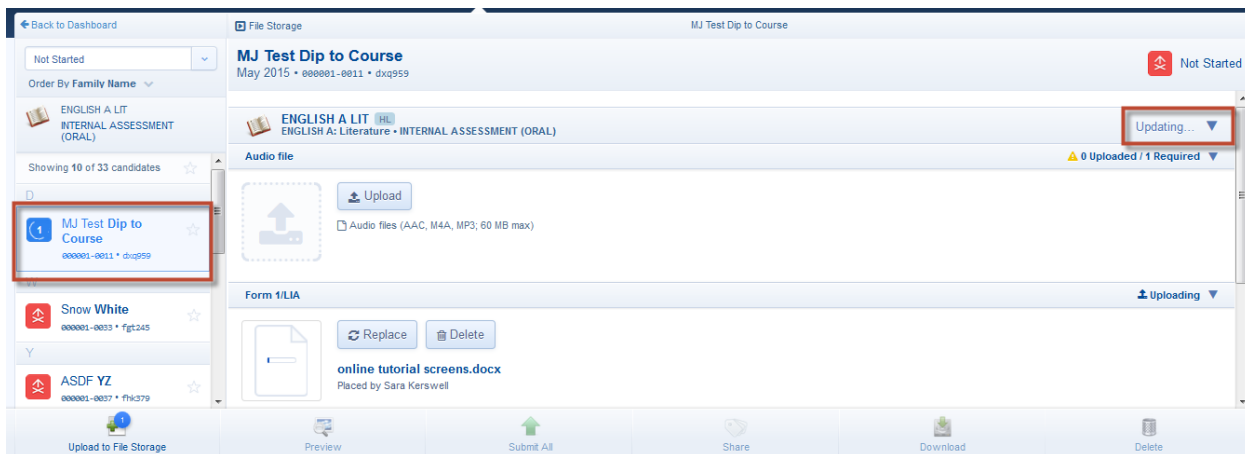 Back to Dashboard
File Storage
MJ Test Dip to Course
Not Started
Order By Family Name
ENGLISH A LIT
INTERNAL ASSESSMENT
(ORAL)
Showing 10 of 33 candidates
D
1
MJ Test Dip to
Course
000001-0011 • dxq959
W
Snow White
000001-0033 • fgt245
Y
ASDF YZ
000001-0037 • fhk379
MJ Test Dip to Course
May 2015 • 000001-0011 • dxq959
Not Started
ENGLISH A LIT HL
ENGLISH A: Literature • INTERNAL ASSESSMENT (ORAL)
Updating...
Audio file
0 Uploaded / 1 Required
Upload
Audio files (AAC, M4A, MP3; 60 MB max)
Form 1/LIA
Uploading
Replace
Delete
online tutorial screens.docx
Placed by Sara Kerswell
1
Upload to File Storage
Preview
Submit All
Share
Download
Delete